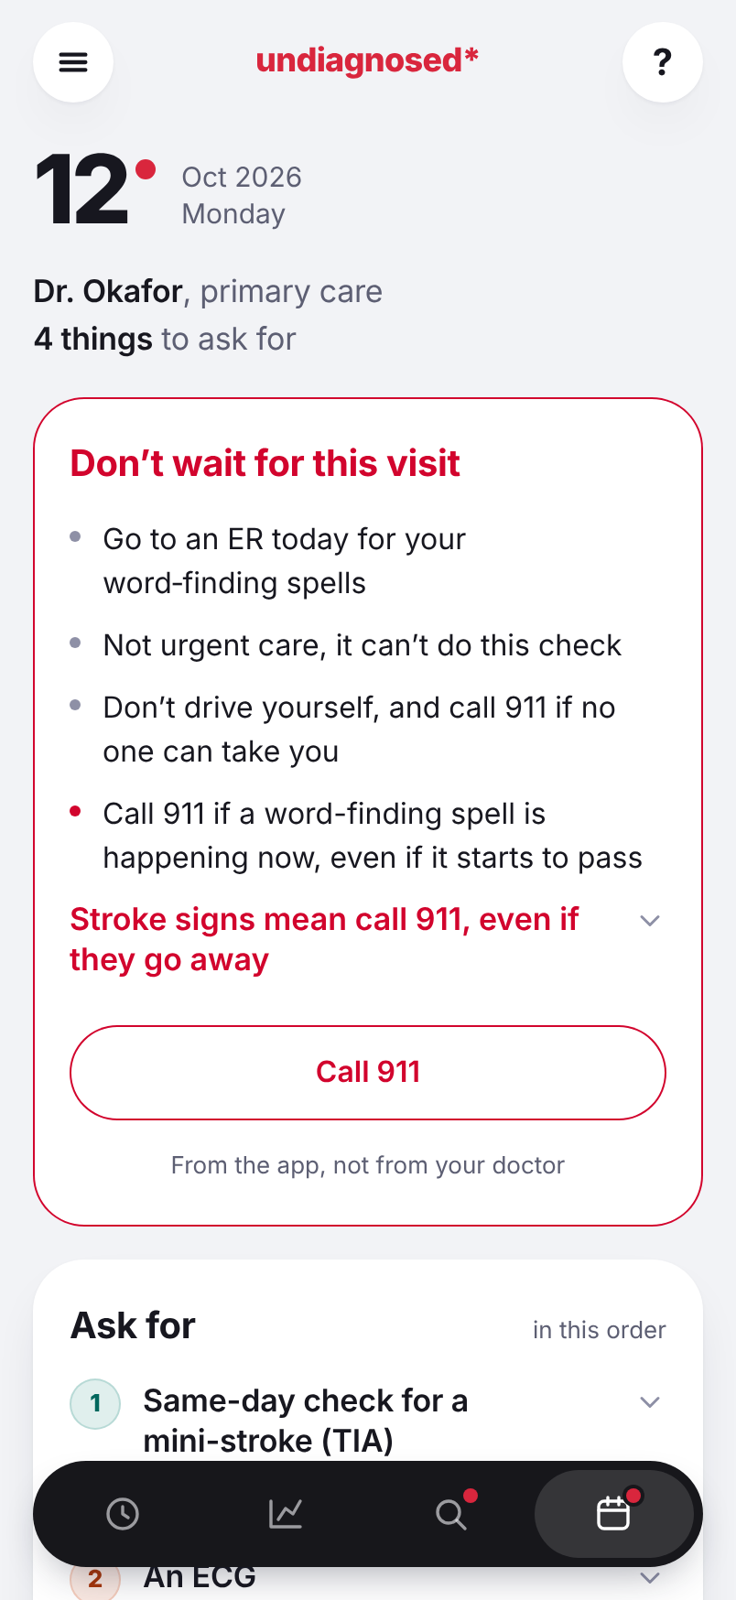 undiagnosed*
?
12
Oct 2026
Monday
Dr. Okafor, primary care
4 things to ask for
Don’t wait for this visit
Go to an ER today for your
word-finding spells
Not urgent care, it can’t do this check
Don’t drive yourself, and call 911 if no
one can take you
Call 911 if a word-finding spell is
happening now, even if it starts to pass
Stroke signs mean call 911, even if
they go away
Call 911
From the app, not from your doctor
Ask for
in this order
1
Same-day check for a
mini-stroke (TIA)
2
An ECG